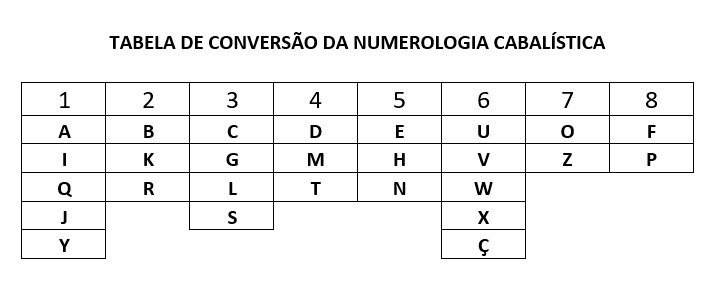 TABELA DE CONVERSÃO DA NUMEROLOGIA CABALÍSTICA
1 2 3 4 5 6 7 8
A B C D E U O F
I K G M H V Z P
Q R L T N W
J S X
Y Ç